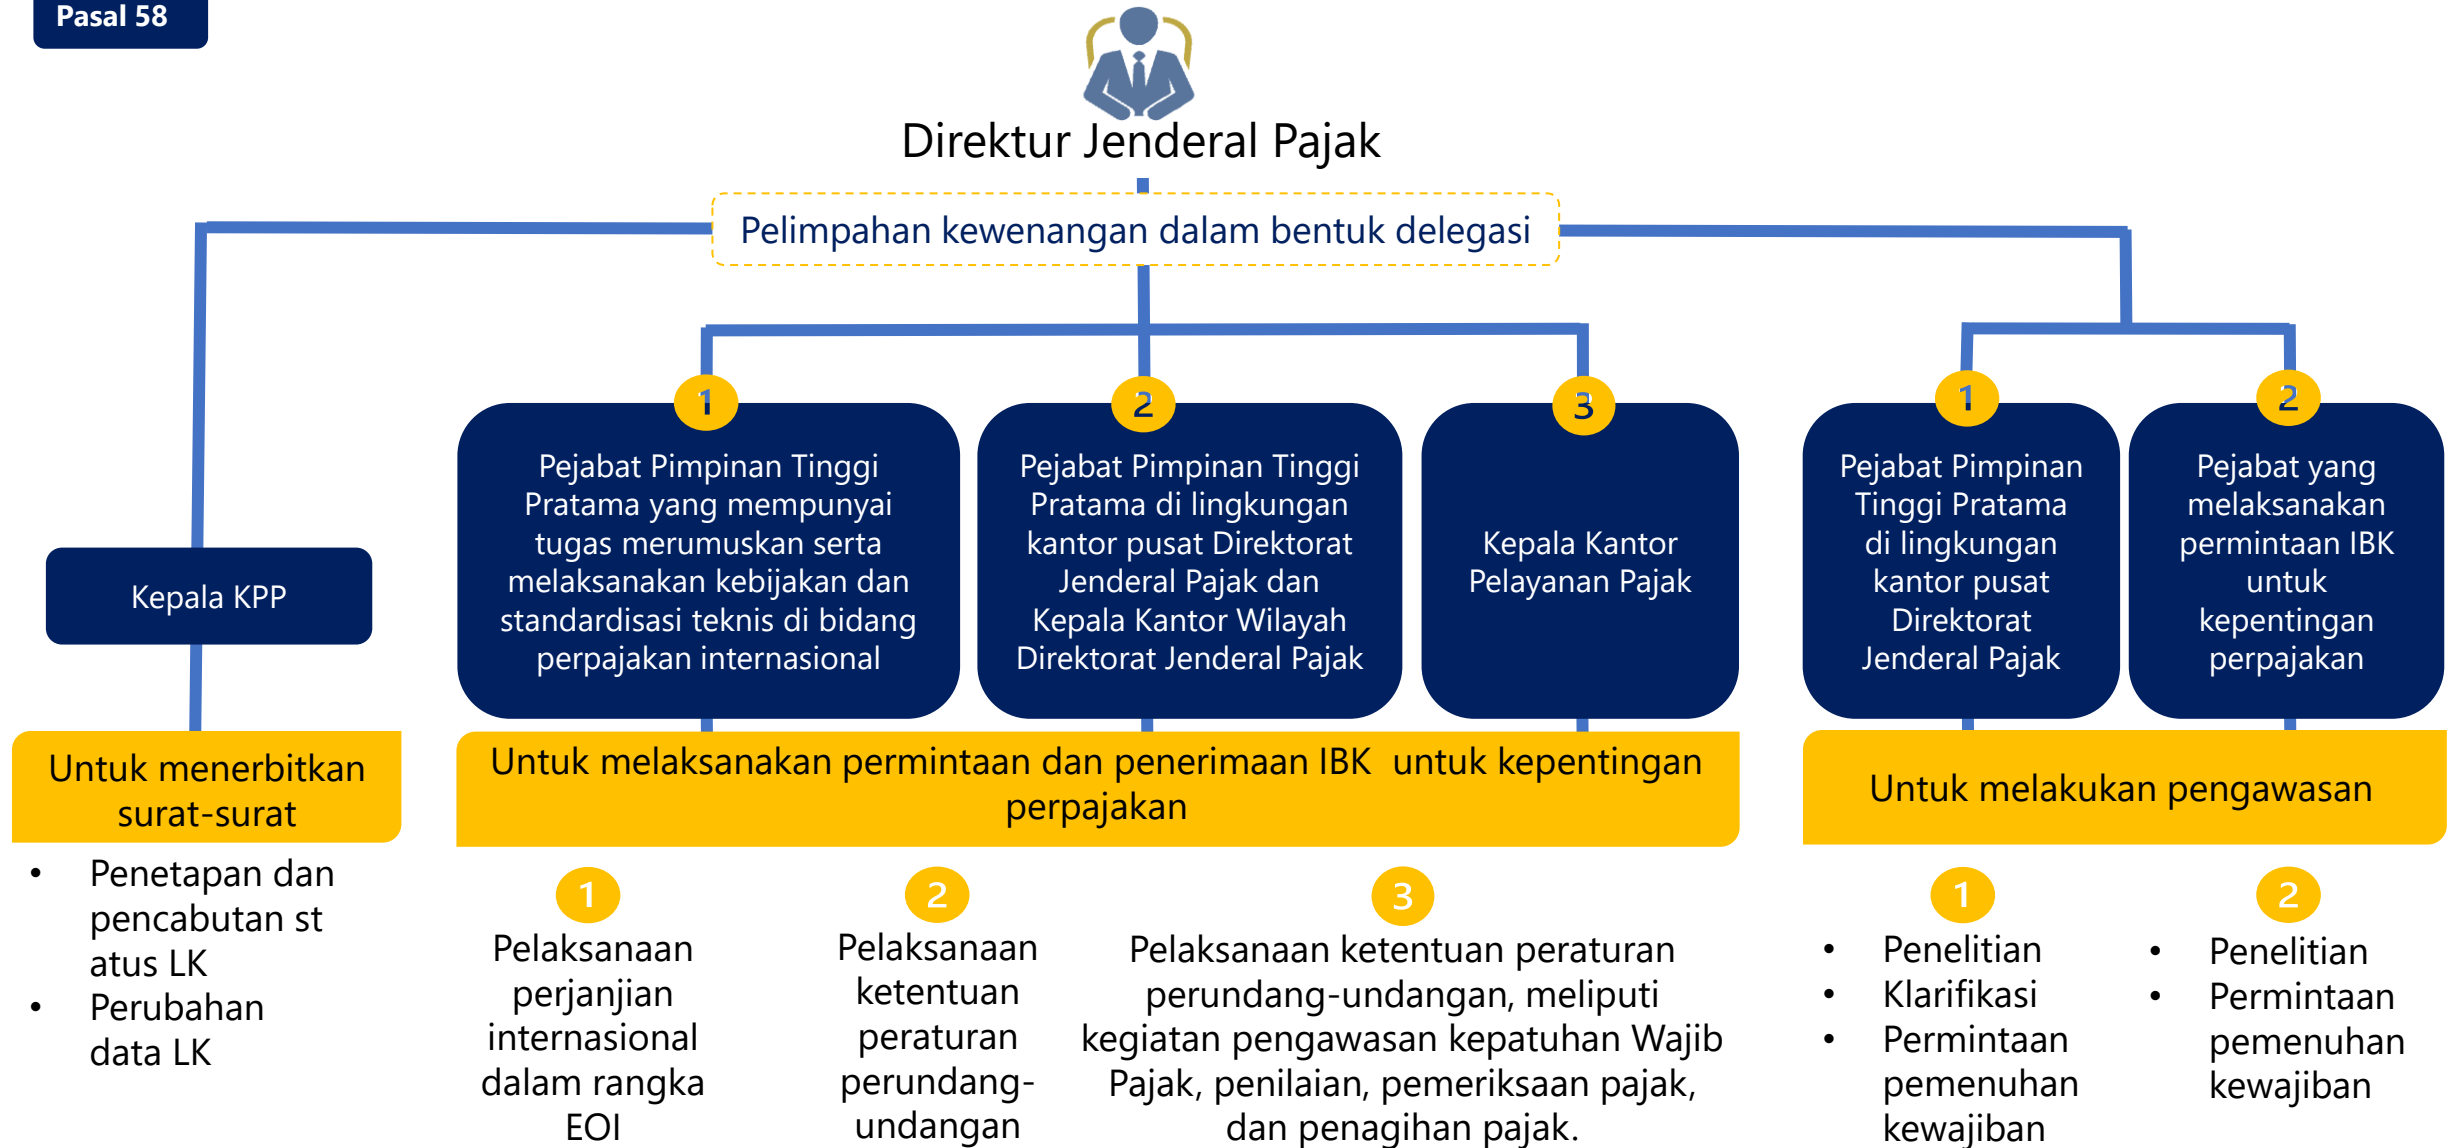 Pasal 58
Direktur Jenderal Pajak
Pelimpahan kewenangan dalam bentuk delegasi
Kepala KPP
Untuk menerbitkan
surat-surat
• Penetapan dan
pencabutan st
atus LK
• Perubahan
data LK
1
Pejabat Pimpinan Tinggi
Pratama yang mempunyai
tugas merumuskan serta
melaksanakan kebijakan dan
standardisasi teknis di bidang
perpajakan internasional
2
Pejabat Pimpinan Tinggi
Pratama di lingkungan
kantor pusat Direktorat
Jenderal Pajak dan
Kepala Kantor Wilayah
Direktorat Jenderal Pajak
3
Kepala Kantor
Pelayanan Pajak
Untuk melaksanakan permintaan dan penerimaan IBK untuk kepentingan
perpajakan
1
Pelaksanaan
perjanjian
internasional
dalam rangka
EOI
2
Pelaksanaan
ketentuan
peraturan
perundang-
undangan
3
Pelaksanaan ketentuan peraturan
perundang-undangan, meliputi
kegiatan pengawasan kepatuhan Wajib
Pajak, penilaian, pemeriksaan pajak,
dan penagihan pajak.
1
Pejabat Pimpinan
Tinggi Pratama
di lingkungan
kantor pusat
Direktorat
Jenderal Pajak
2
Pejabat yang
melaksanakan
permintaan IBK
untuk
kepentingan
perpajakan
Untuk melakukan pengawasan
1
• Penelitian
• Klarifikasi
• Permintaan
pemenuhan
kewajiban
2
• Penelitian
• Permintaan
pemenuhan
kewajiban